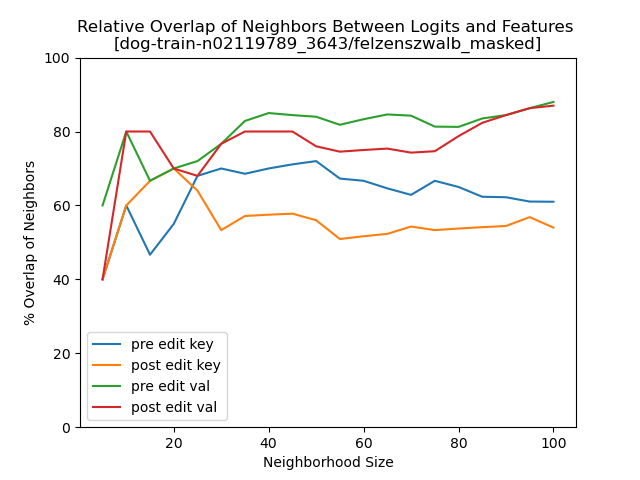 Relative Overlap of Neighbors Between Logits and Features
[dog-train-n02119789_3643/felzenszwalb_masked]
100
80
60
40
20
0
% Overlap of Neighbors
pre edit key
post edit key
pre edit val
post edit val
20 40 60 80 100
Neighborhood Size